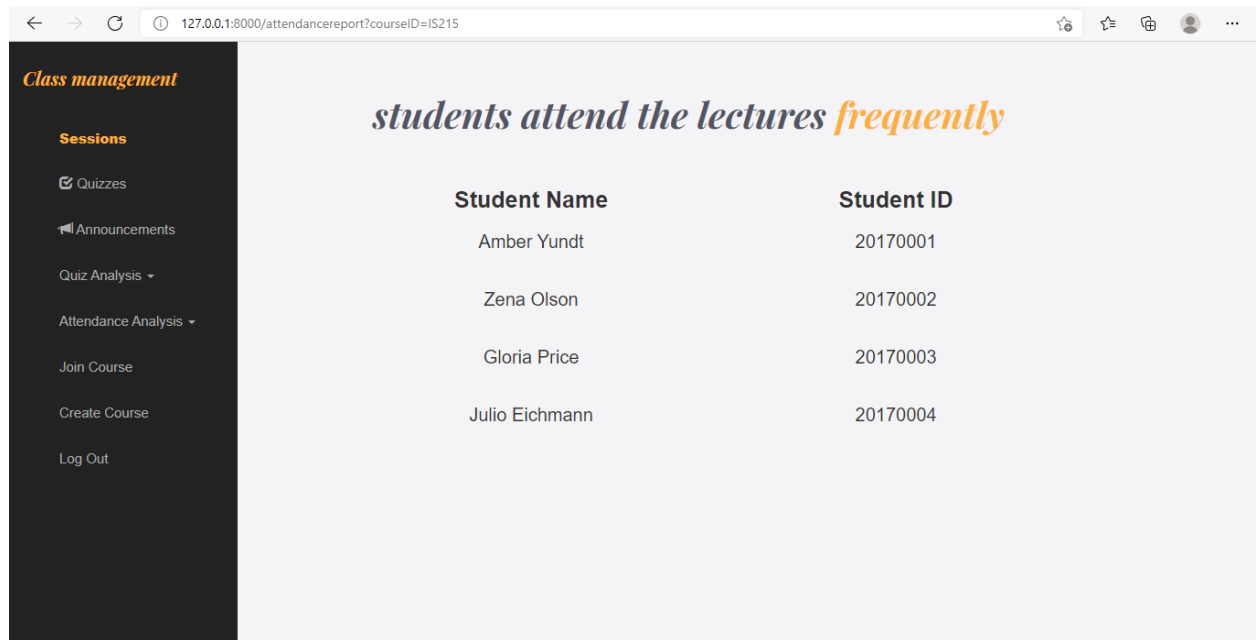 127.0.0.1:8000/attendancereport?courseID=IS215
Class management
Sessions
Quizzes
Announcements
Quiz Analysis
Attendance Analysis
Join Course
Create Course
Log Out
students attend the lectures frequently
Student Name Student ID
Amber Yundt 20170001
Zena Olson 20170002
Gloria Price 20170003
Julio Eichmann 20170004